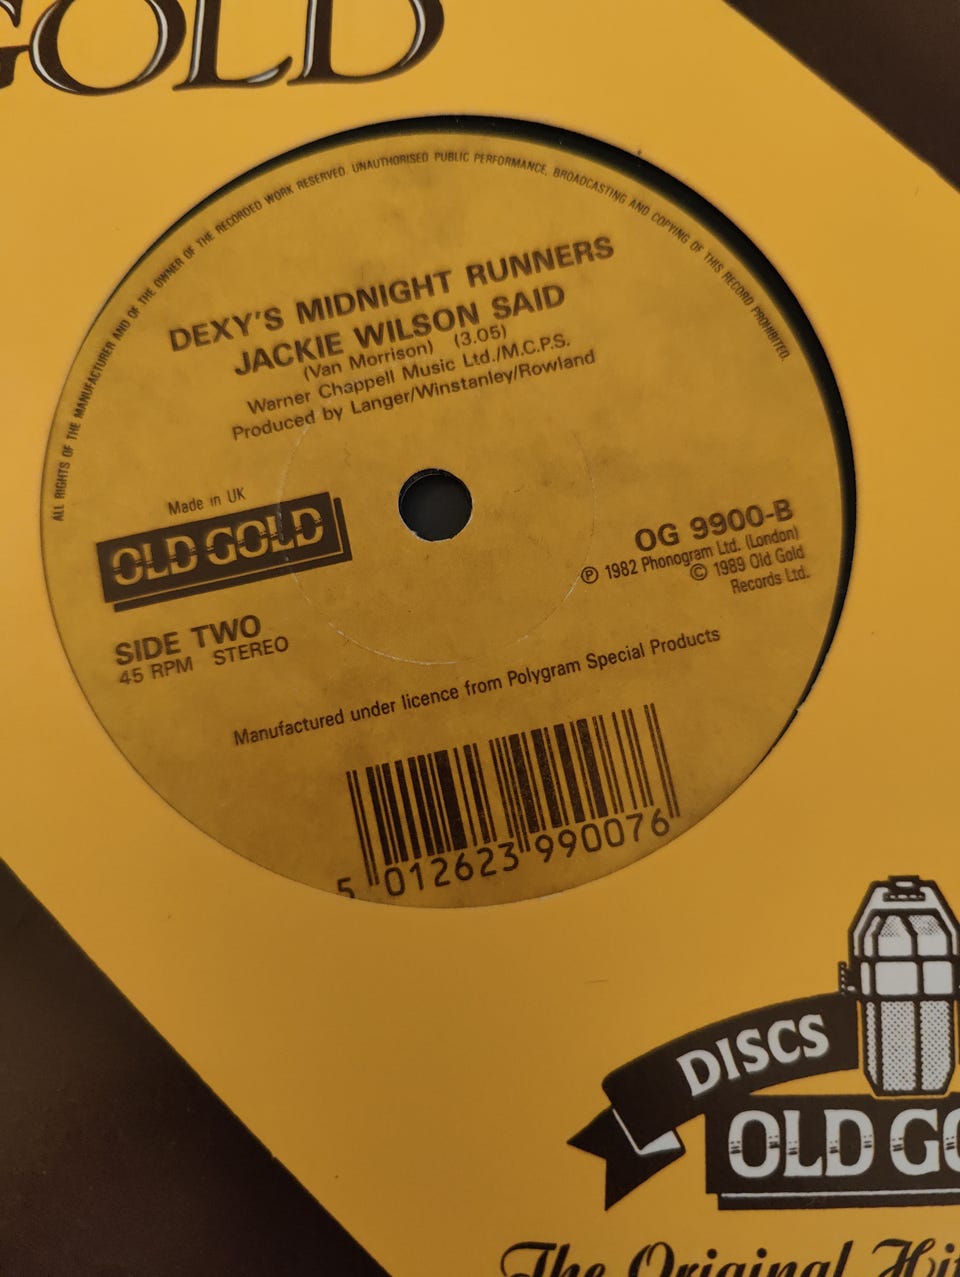 GOLD
ALL RIGHTS OF THE MANUFACTURER AND OF THE OWNER OF THE RECORDED WORK RESERVED. UNAUTHORISED PUBLIC PERFORMANCE, BROADCASTING AND COPYING OF THIS RECORD PROHIBITED.
DEXY'S MIDNIGHT RUNNERS
JACKIE WILSON SAID
(Van Morrison) (3.05)
Warner Chappell Music Ltd./M.C.P.S.
Produced by Langer/Winstanley/Rowland
Made in UK
OLD GOLD
OG 9900-B
℗ 1982 Phonogram Ltd. (London)
© 1989 Old Gold
Records Ltd.
SIDE TWO
45 RPM STEREO
Manufactured under licence from Polygram Special Products
5 012623 990076
DISCS
OLD GO
The Original Hit